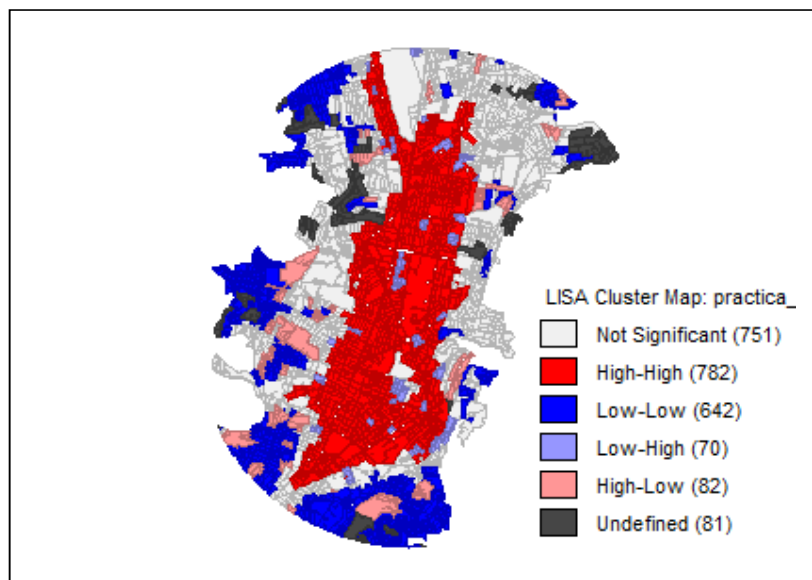 LISA Cluster Map: practica_
Not Significant (751)
High-High (782)
Low-Low (642)
Low-High (70)
High-Low (82)
Undefined (81)